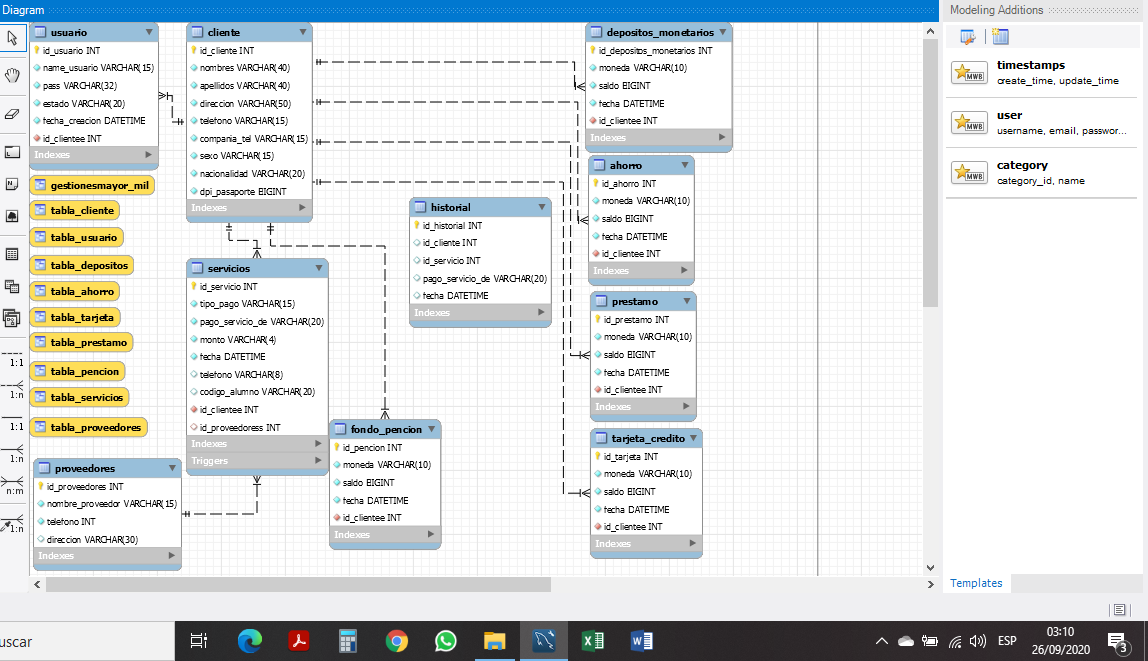 Diagram
usuario
id_usuario INT
name_usuario VARCHAR(15)
pass VARCHAR(32)
estado VARCHAR(20)
fecha_creacion DATETIME
id_clientee INT
Indexes
gestionesmayor_mil
tabla_cliente
tabla_usuario
tabla_depositos
tabla_ahorro
tabla_tarjeta
tabla_prestamo
tabla_pencion
tabla_servicios
tabla_proveedores
proveedores
id_proveedores INT
nombre_proveedor VARCHAR(15)
telefono INT
direccion VARCHAR(30)
Indexes
cliente
id_cliente INT
nombres VARCHAR(40)
apellidos VARCHAR(40)
direccion VARCHAR(50)
telefono VARCHAR(15)
compania_tel VARCHAR(15)
sexo VARCHAR(15)
nacionalidad VARCHAR(20)
dpi_pasaporte BIGINT
Indexes
servicios
id_servicio INT
tipo_pago VARCHAR(15)
pago_servicio_de VARCHAR(20)
monto VARCHAR(4)
fecha DATETIME
telefono VARCHAR(8)
codigo_alumno VARCHAR(20)
id_clientee INT
id_proveedoress INT
Indexes
Triggers
historial
id_historial INT
id_cliente INT
id_servicio INT
pago_servicio_de VARCHAR(20)
fecha DATETIME
Indexes
fondo_pencion
id_pencion INT
moneda VARCHAR(10)
saldo BIGINT
fecha DATETIME
id_clientee INT
Indexes
depositos_monetarios
id_depositos_monetarios INT
moneda VARCHAR(10)
saldo BIGINT
fecha DATETIME
id_clientee INT
Indexes
ahorro
id_ahorro INT
moneda VARCHAR(10)
saldo BIGINT
fecha DATETIME
id_clientee INT
Indexes
prestamo
id_prestamo INT
moneda VARCHAR(10)
saldo BIGINT
fecha DATETIME
id_clientee INT
Indexes
tarjeta_credito
id_tarjeta INT
moneda VARCHAR(10)
saldo BIGINT
fecha DATETIME
id_clientee INT
Indexes
1:1
1:n
1:1
1:n
n:m
1:n
Modeling Additions
MWB
timestamps
create_time, update_time
MWB
user
username, email, passwor...
MWB
category
category_id, name
Templates
uscar
ESP
03:10
26/09/2020
3